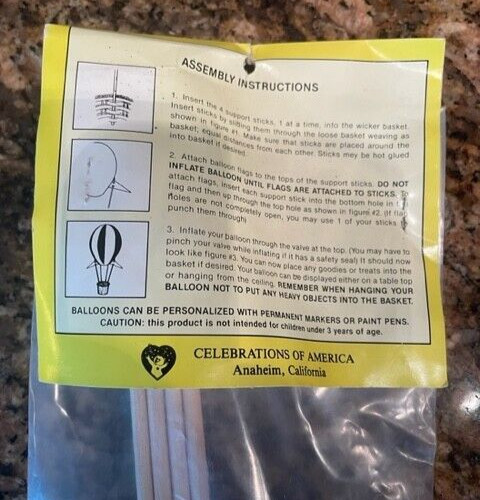 ASSEMBLY INSTRUCTIONS
1. Insert the 4 support sticks, 1 at a time, into the wicker basket.
Insert sticks by sifting them through the loose basket weaving as
shown in figure #1. Make sure that sticks are placed around the
basket, equal distances from each other. Sticks may be hot glued
into basket if desired.
2. Attach balloon flags to the tops of the support sticks. DO NOT
INFLATE BALLOON UNTIL FLAGS ARE ATTACHED TO STICKS.
attach flags, insert each support stick into the bottom hole in
flag and then up through the top hole as shown in figure #2. (If flag
holes are not completely open, you may use 1 of your sticks
punch them through)
3. Inflate your balloon through the valve at the top. (You may have to
pinch your valve while inflating if it has a safety seal) It should now
look like figure #3. You can now place any goodies or treats into the
basket if desired. Your balloon can be displayed either on a table top
or hanging from the ceiling. REMEMBER WHEN HANGING YOUR
BALLOON NOT TO PUT ANY HEAVY OBJECTS INTO THE BASKET.
BALLOONS CAN BE PERSONALIZED WITH PERMANENT MARKERS OR PAINT PENS.
CAUTION: this product is not intended for children under 3 years of age.
CELEBRATIONS OF AMERICA
Anaheim, California